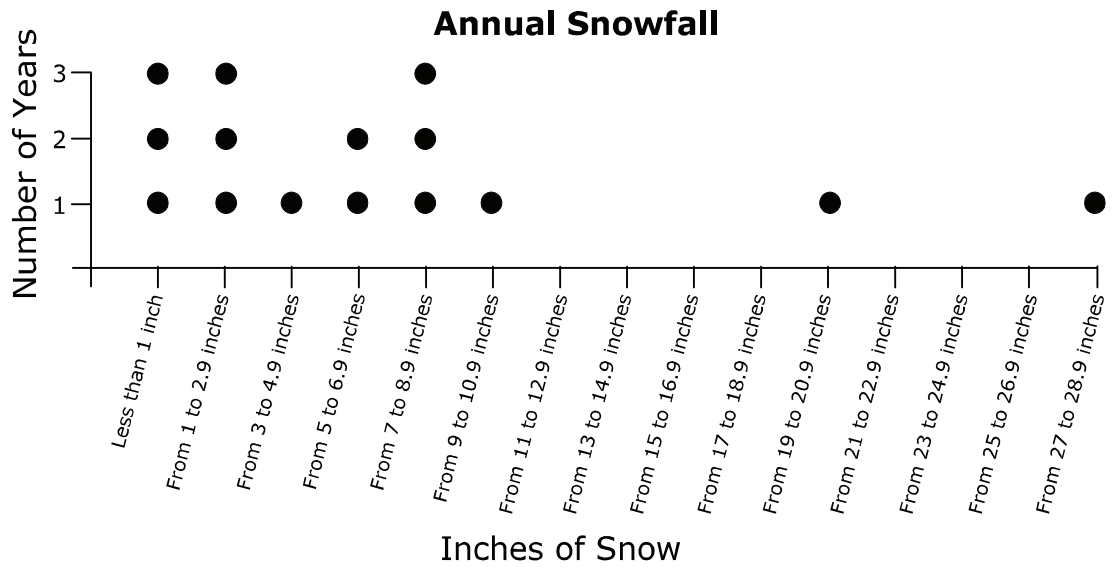 Annual Snowfall
Number of Years
3
2
1
Less than 1 inch
From 1 to 2.9 inches
From 3 to 4.9 inches
From 5 to 6.9 inches
From 7 to 8.9 inches
From 9 to 10.9 inches
From 11 to 12.9 inches
From 13 to 14.9 inches
From 15 to 16.9 inches
From 17 to 18.9 inches
From 19 to 20.9 inches
From 21 to 22.9 inches
From 23 to 24.9 inches
From 25 to 26.9 inches
From 27 to 28.9 inches
Inches of Snow